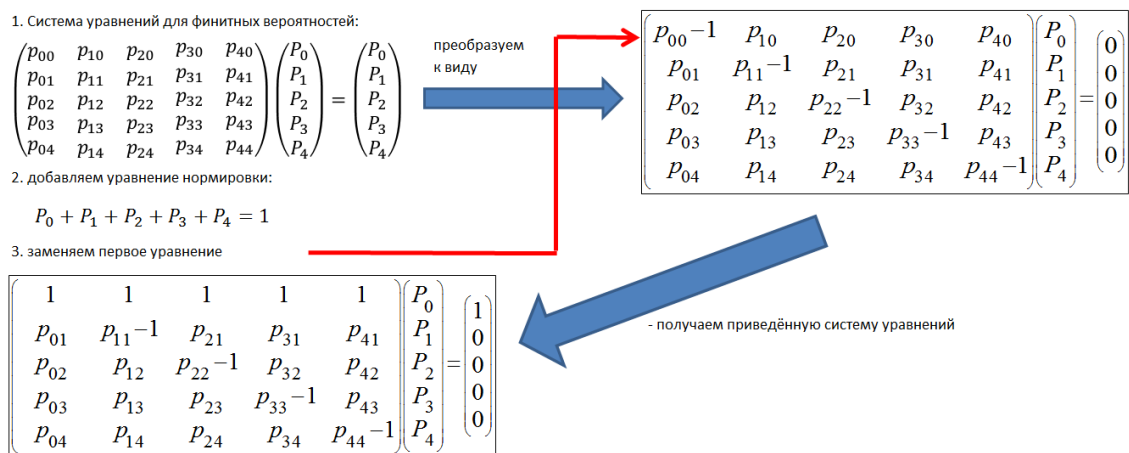 1. Система уравнений для финитных вероятностей:
p00 p10 p20 p30 p40 P0 P0
p01 p11 p21 p31 p41 P1 P1
p02 p12 p22 p32 p42 P2 = P2
p03 p13 p23 p33 p43 P3 P3
p04 p14 p24 p34 p44 P4 P4
преобразуем
к виду
p00−1 p10 p20 p30 p40 P0 0
p01 p11−1 p21 p31 p41 P1 0
p02 p12 p22−1 p32 p42 P2 = 0
p03 p13 p23 p33−1 p43 P3 0
p04 p14 p24 p34 p44−1 P4 0
2. добавляем уравнение нормировки:
P0 + P1 + P2 + P3 + P4 = 1
3. заменяем первое уравнение
1 1 1 1 1 P0 1
p01 p11−1 p21 p31 p41 P1 0
p02 p12 p22−1 p32 p42 P2 = 0
p03 p13 p23 p33−1 p43 P3 0
p04 p14 p24 p34 p44−1 P4 0
- получаем приведённую систему уравнений